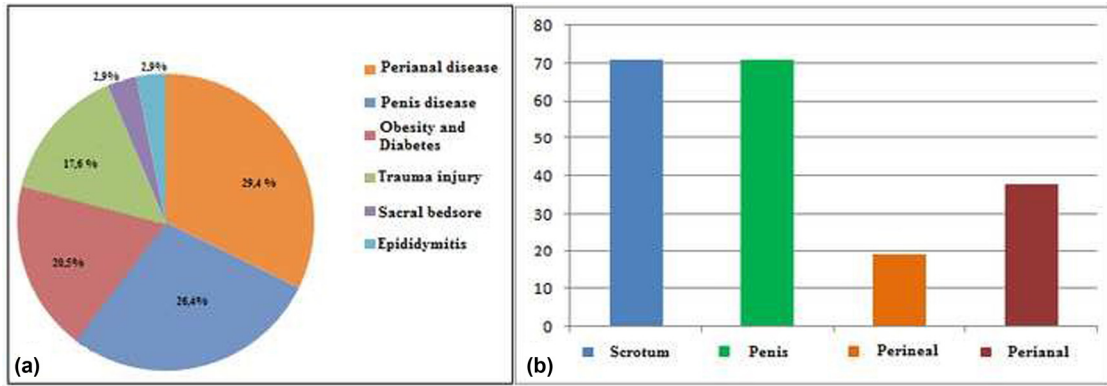 2,9%
2,9%
29,4 %
26,4%
20,5%
17,6 %
Perianal disease
Penis disease
Obesity and
Diabetes
Trauma injury
Sacral bedsore
Epididymitis
(a)
80
70
60
50
40
30
20
10
0
Scrotum
Penis
Perineal
Perianal
(b)